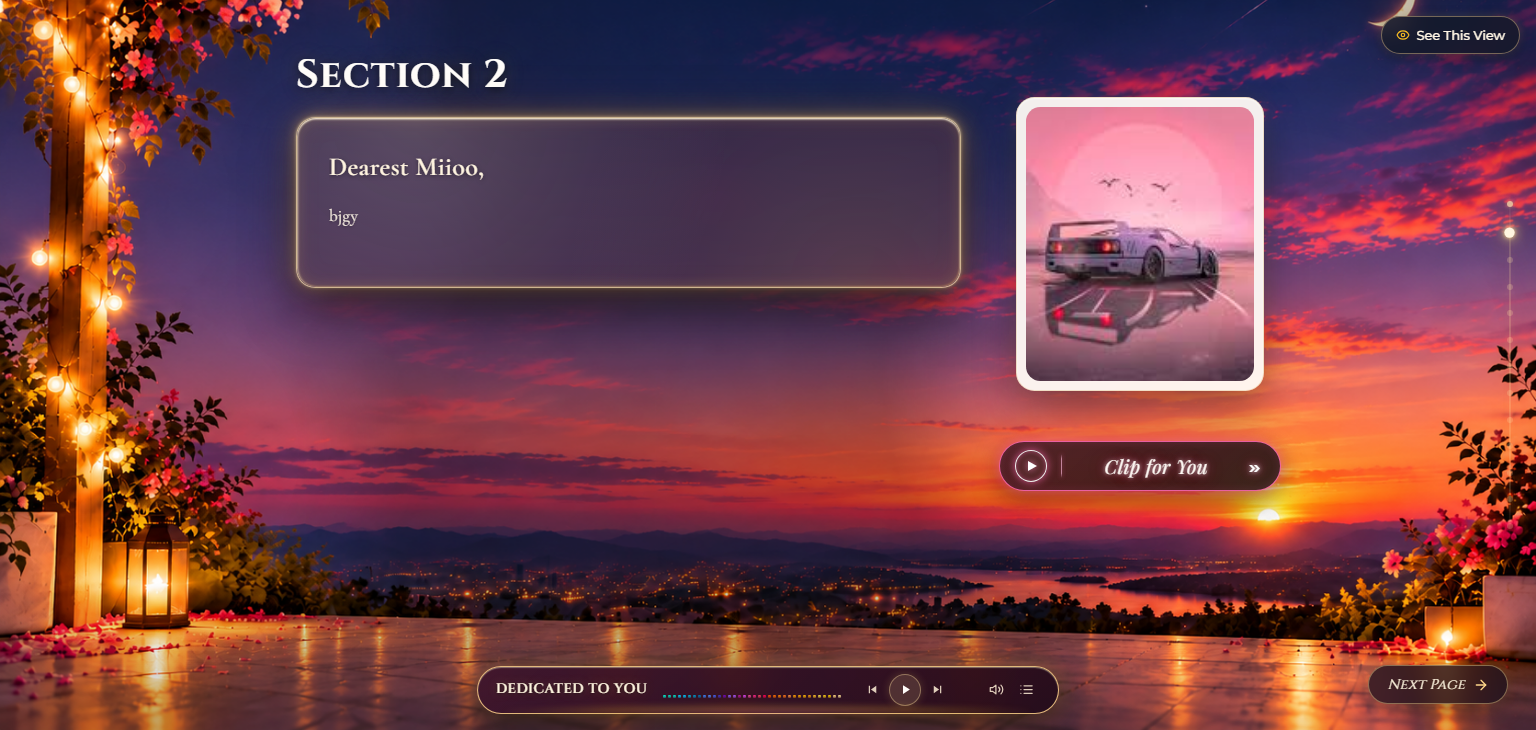 See This View
Section 2
Dearest Miioo,
bjgy
Clip for You »
DEDICATED TO YOU
Next Page →